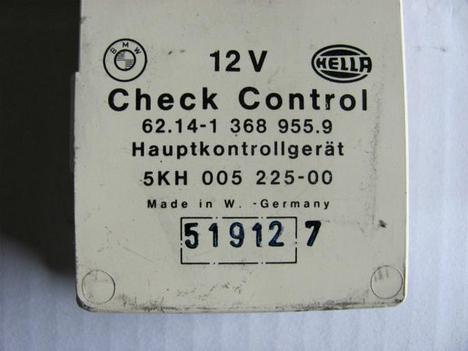 BMW 12 V HELLA
Check Control
62.14-1 368 955.9
Hauptkontrollgerät
5KH 005 225-00
Made in W. -Germany
51912 7